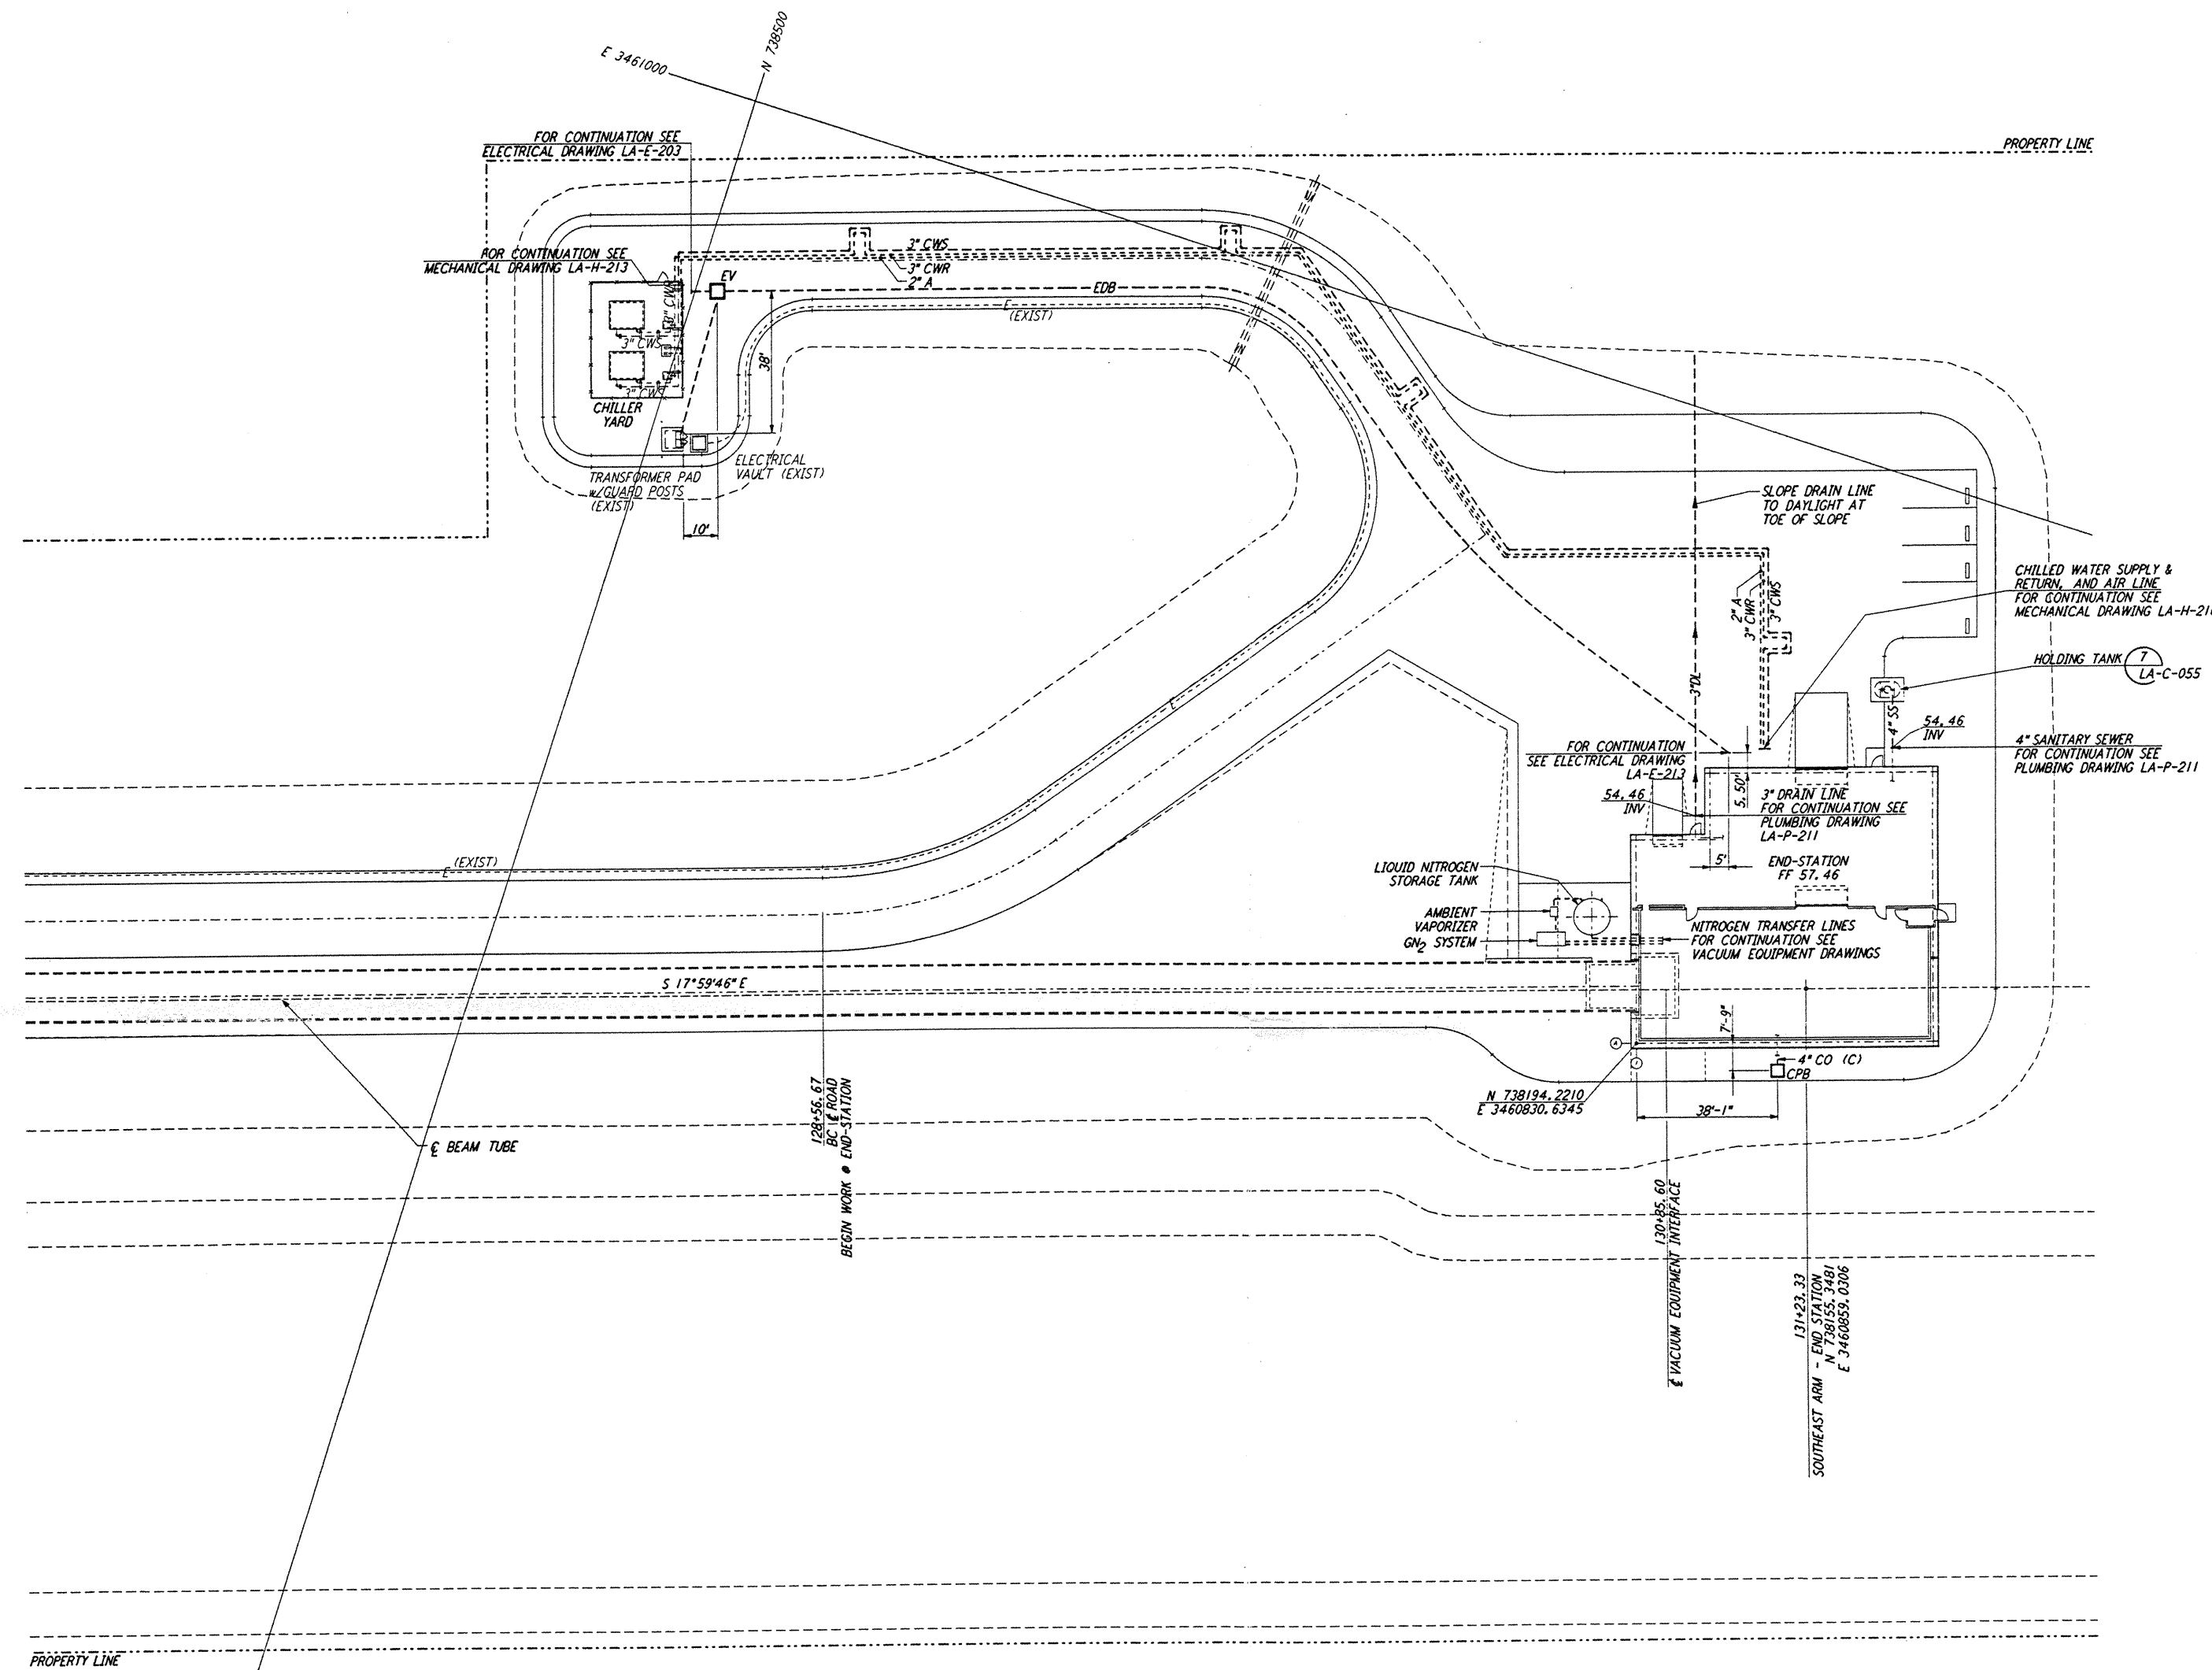 E 3461000
N 738500
FOR CONTINUATION SEE
ELECTRICAL DRAWING LA-E-203
PROPERTY LINE
FOR CONTINUATION SEE
MECHANICAL DRAWING LA-H-213
3" CWS
3" CWR
2" A
EV
EDB
E
(EXIST)
3" CWR
3" CWS
3" CWS
38'
CHILLER
YARD
ELECTRICAL
VAULT (EXIST)
TRANSFORMER PAD
w/GUARD POSTS
(EXIST)
10'
SLOPE DRAIN LINE
TO DAYLIGHT AT
TOE OF SLOPE
CHILLED WATER SUPPLY &
RETURN, AND AIR LINE
FOR CONTINUATION SEE
MECHANICAL DRAWING LA-H-21
2" A
3" CWR
3" CWS
HOLDING TANK
7
LA-C-055
3"DL
E
4" SS
54.46
INV
4" SANITARY SEWER
FOR CONTINUATION SEE
PLUMBING DRAWING LA-P-211
FOR CONTINUATION
SEE ELECTRICAL DRAWING
LA-E-213
5.50'
54.46
INV
3" DRAIN LINE
FOR CONTINUATION SEE
PLUMBING DRAWING
LA-P-211
5'
END-STATION
FF 57.46
(EXIST)
E
LIQUID NITROGEN
STORAGE TANK
AMBIENT
VAPORIZER
GN2 SYSTEM
NITROGEN TRANSFER LINES
FOR CONTINUATION SEE
VACUUM EQUIPMENT DRAWINGS
S 17°59'46" E
7'-9"
A
1
4" CO (C)
CPB
N 738194.2210
E 3460830.6345
38'-1"
128+56.67
BC ℄ ROAD
BEGIN WORK @ END-STATION
℄ BEAM TUBE
130+85.60
℄ VACUUM EQUIPMENT INTERFACE
131+23.33
SOUTHEAST ARM - END STATION
N 738155.3481
E 3460859.0306
PROPERTY LINE